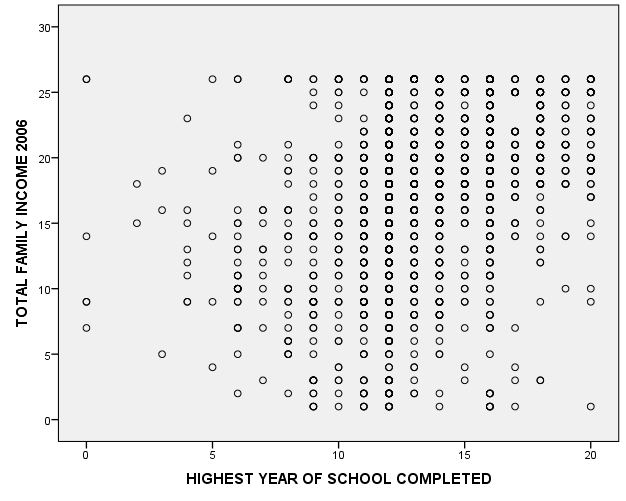 30
25
20
15
10
5
0
TOTAL FAMILY INCOME 2006
0 5 10 15 20
HIGHEST YEAR OF SCHOOL COMPLETED